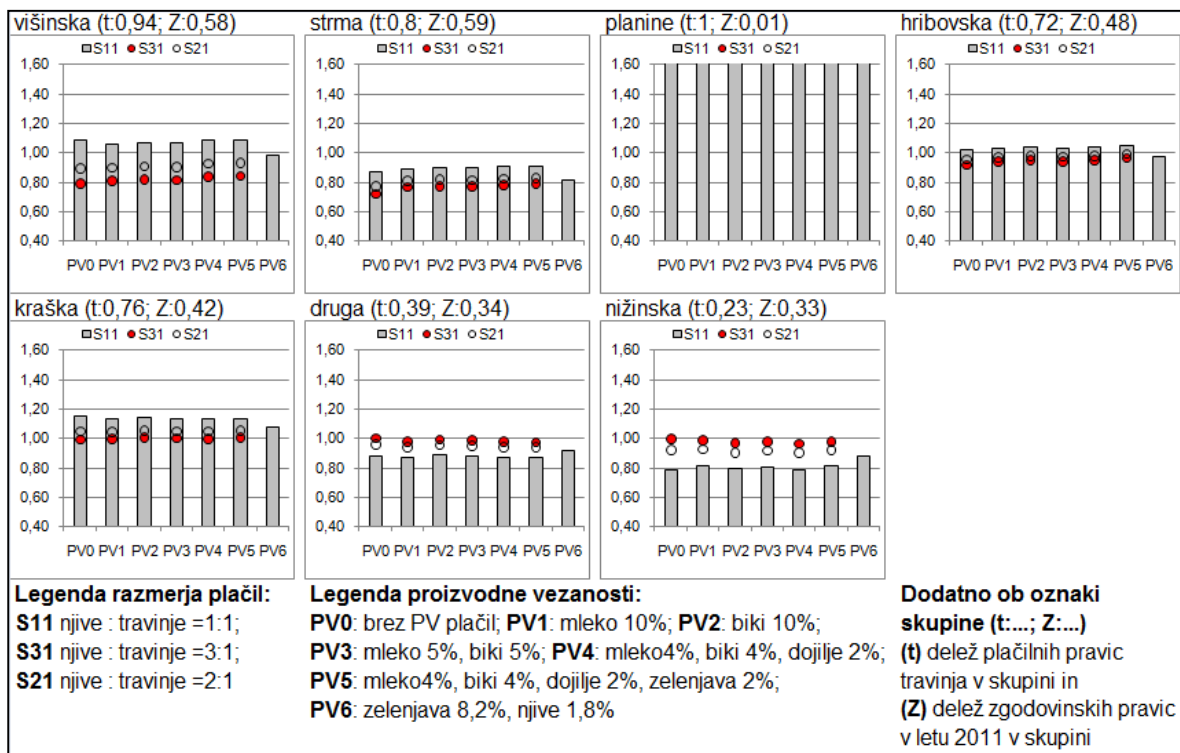 višinska (t:0,94; Z:0,58)
S11 S31 S21
1,60
1,40
1,20
1,00
0,80
0,60
0,40
PV0 PV1 PV2 PV3 PV4 PV5 PV6
strma (t:0,8; Z:0,59)
S11 S31 S21
1,60
1,40
1,20
1,00
0,80
0,60
0,40
PV0 PV1 PV2 PV3 PV4 PV5 PV6
planine (t:1; Z:0,01)
S11 S31 S21
1,60
1,40
1,20
1,00
0,80
0,60
0,40
PV0 PV1 PV2 PV3 PV4 PV5 PV6
hribovska (t:0,72; Z:0,48)
S11 S31 S21
1,60
1,40
1,20
1,00
0,80
0,60
0,40
PV0 PV1 PV2 PV3 PV4 PV5 PV6
kraška (t:0,76; Z:0,42)
S11 S31 S21
1,60
1,40
1,20
1,00
0,80
0,60
0,40
PV0 PV1 PV2 PV3 PV4 PV5 PV6
druga (t:0,39; Z:0,34)
S11 S31 S21
1,60
1,40
1,20
1,00
0,80
0,60
0,40
PV0 PV1 PV2 PV3 PV4 PV5 PV6
nižinska (t:0,23; Z:0,33)
S11 S31 S21
1,60
1,40
1,20
1,00
0,80
0,60
0,40
PV0 PV1 PV2 PV3 PV4 PV5 PV6
Legenda razmerja plačil:
S11 njive : travinje =1:1;
S31 njive : travinje =3:1;
S21 njive : travinje =2:1
Legenda proizvodne vezanosti:
PV0: brez PV plačil; PV1: mleko 10%; PV2: biki 10%;
PV3: mleko 5%, biki 5%; PV4: mleko4%, biki 4%, dojilje 2%;
PV5: mleko4%, biki 4%, dojilje 2%, zelenjava 2%;
PV6: zelenjava 8,2%, njive 1,8%
Dodatno ob oznaki
skupine (t:...; Z:...)
(t) delež plačilnih pravic
travinja v skupini in
(Z) delež zgodovinskih pravic
v letu 2011 v skupini